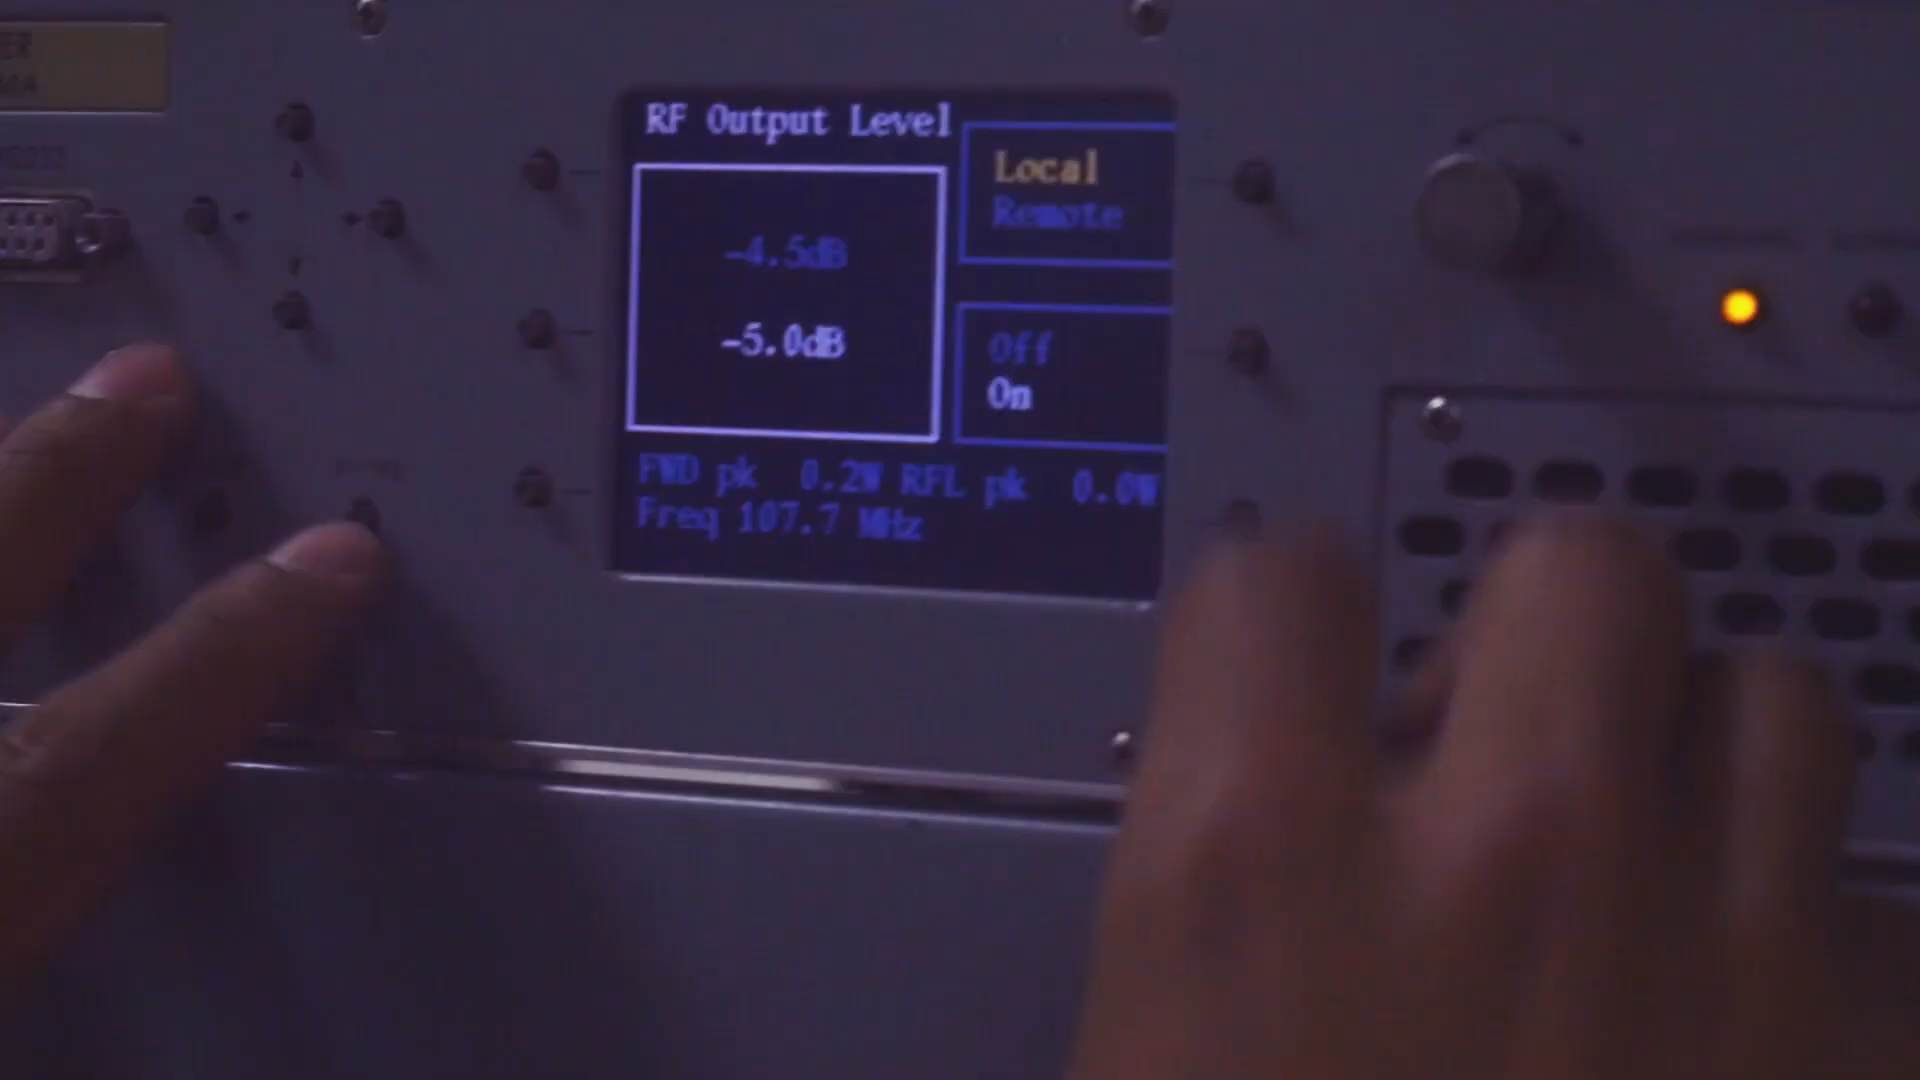 RF Output Level
Local
Remote
-4.5dB
-5.0dB
Off
On
FWD pk 0.2W RFL pk 0.0W
Freq 107.7 MHz